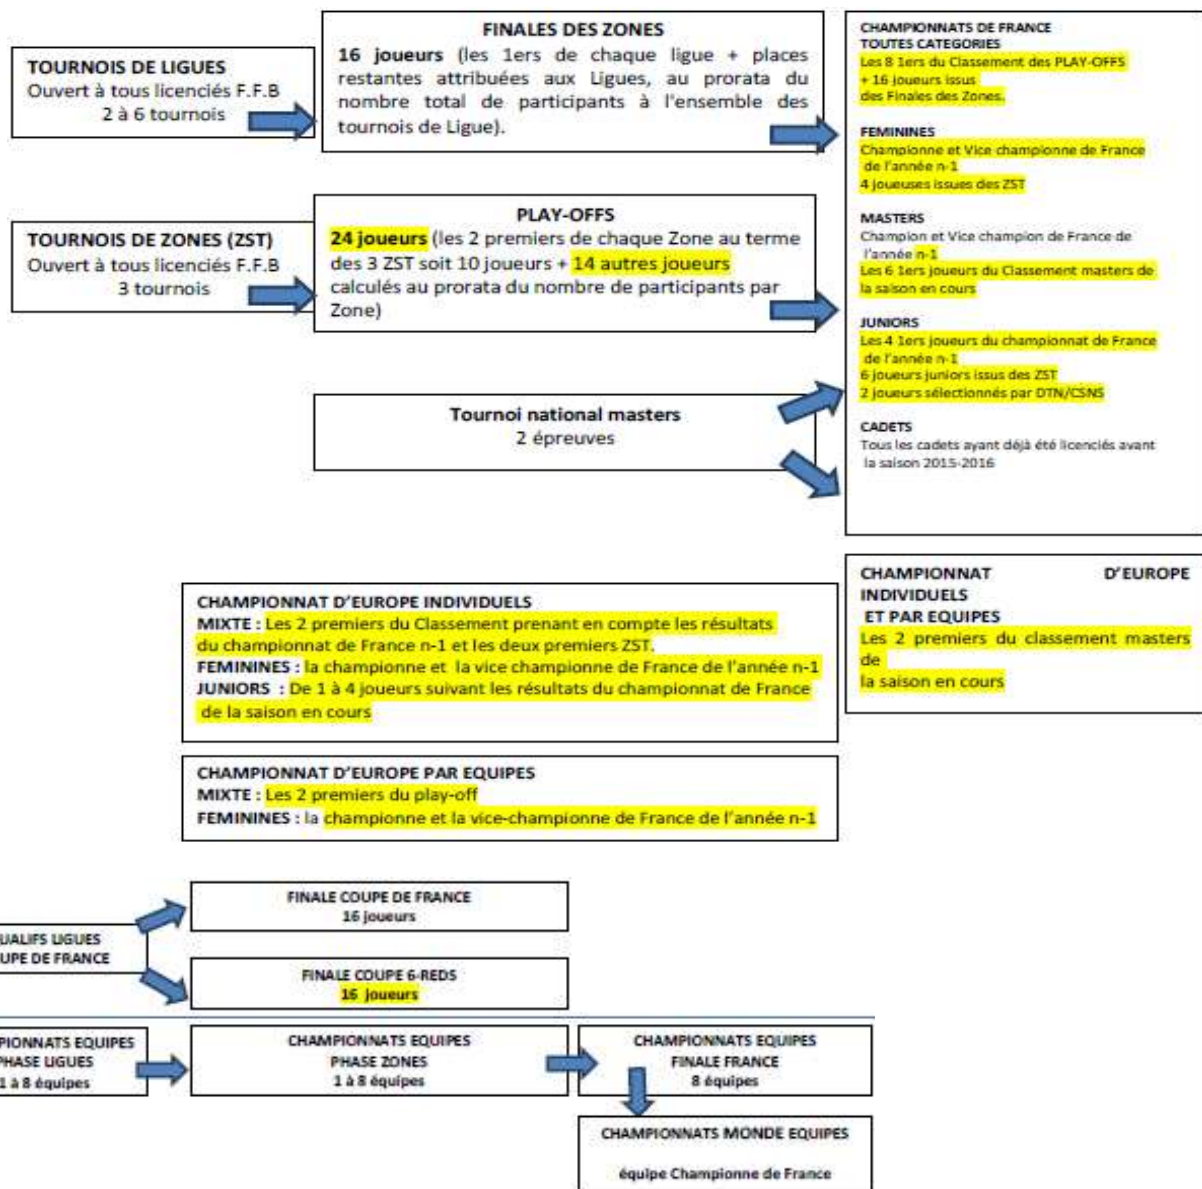 TOURNOIS DE LIGUES
Ouvert à tous licenciés F.F.B
2 à 6 tournois
FINALES DES ZONES
16 joueurs (les 1ers de chaque ligue + places
restantes attribuées aux Ligues, au prorata du
nombre total de participants à l'ensemble des
tournois de Ligue).
TOURNOIS DE ZONES (ZST)
Ouvert à tous licenciés F.F.B
3 tournois
PLAY-OFFS
24 joueurs (les 2 premiers de chaque Zone au terme
des 3 ZST soit 10 joueurs + 14 autres joueurs
calculés au prorata du nombre de participants par
Zone)
Tournoi national masters
2 épreuves
CHAMPIONNATS DE FRANCE
TOUTES CATEGORIES
Les 8 1ers du Classement des PLAY-OFFS
+ 16 joueurs issus
des Finales des Zones.
FEMININES
Championne et Vice championne de France
de l'année n-1
4 joueuses issues des ZST
MASTERS
Champion et Vice champion de France de
l'année n-1
Les 6 1ers joueurs du Classement masters de
la saison en cours
JUNIORS
Les 4 1ers joueurs du championnat de France
de l'année n-1
6 joueurs juniors issus des ZST
2 joueurs sélectionnés par DTN/CSNS
CADETS
Tous les cadets ayant déjà été licenciés avant
la saison 2015-2016
CHAMPIONNAT D'EUROPE
INDIVIDUELS
ET PAR EQUIPES
Les 2 premiers du classement masters
de
la saison en cours
CHAMPIONNAT D'EUROPE INDIVIDUELS
MIXTE : Les 2 premiers du Classement prenant en compte les résultats
du championnat de France n-1 et les deux premiers ZST.
FEMININES : la championne et la vice championne de France de l'année n-1
JUNIORS : De 1 à 4 joueurs suivant les résultats du championnat de France
de la saison en cours
CHAMPIONNAT D'EUROPE PAR EQUIPES
MIXTE : Les 2 premiers du play-off
FEMININES : la championne et la vice-championne de France de l'année n-1
UALIFS LIGUES
UPE DE FRANCE
FINALE COUPE DE FRANCE
16 joueurs
FINALE COUPE 6-REDS
16 joueurs
PIONNATS EQUIPES
PHASE LIGUES
1 à 8 équipes
CHAMPIONNATS EQUIPES
PHASE ZONES
1 à 8 équipes
CHAMPIONNATS EQUIPES
FINALE FRANCE
8 équipes
CHAMPIONNATS MONDE EQUIPES
équipe Championne de France